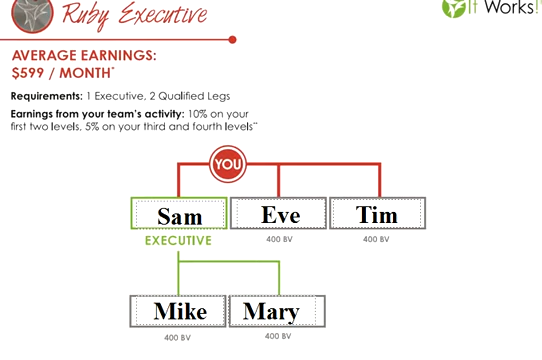 Ruby Executive
It Works!
AVERAGE EARNINGS:
$599 / MONTH*
Requirements: 1 Executive, 2 Qualified Legs
Earnings from your team's activity: 10% on your
first two levels, 5% on your third and fourth levels**
YOU
Sam Eve Tim
EXECUTIVE 400 BV 400 BV
Mike Mary
400 BV 400 BV